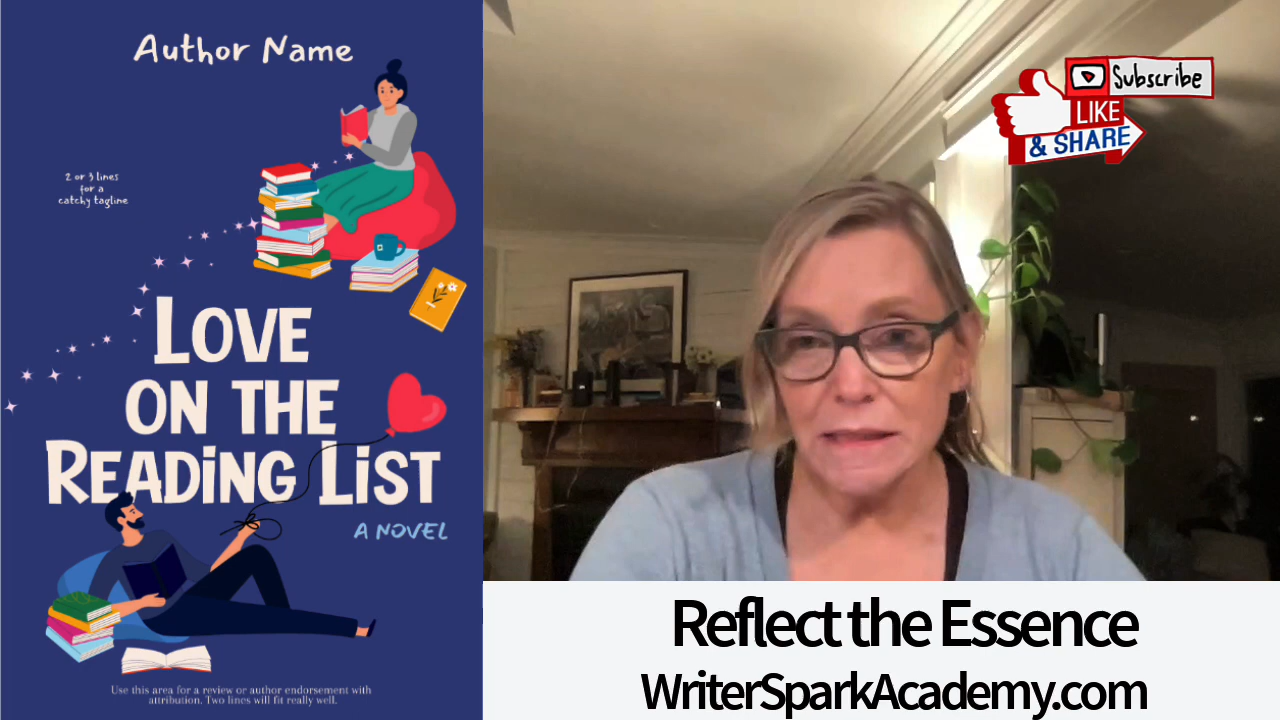 Author Name
2 or 3 lines
for a
catchy tagline
LOVE
ON THE
READiNG LiST
A NOVEL
Use this area for a review or author endorsement with
attribution. Two lines will fit really well.
Subscribe
LIKE
& SHARE
Reflect the Essence
WriterSparkAcademy.com